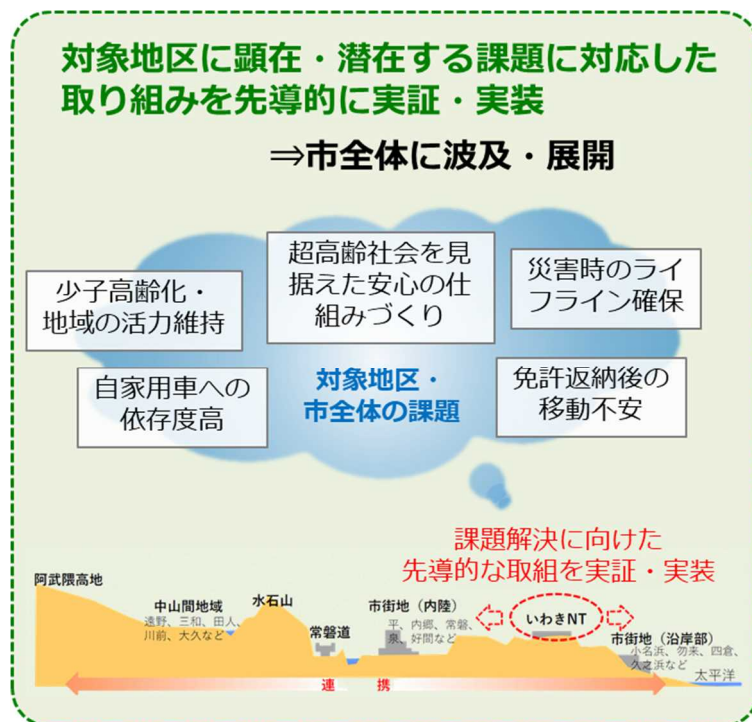 対象地区に顕在・潜在する課題に対応した
取り組みを先導的に実証・実装
⇒市全体に波及・展開
超高齢社会を見
据えた安心の仕
組みづくり
災害時のライ
フライン確保
少子高齢化・
地域の活力維持
自家用車への
依存度高
対象地区・
市全体の課題
免許返納後の
移動不安
課題解決に向けた
先導的な取組を実証・実装
阿武隈高地
中山間地域
遠野、三和、田人、
川前、大久など
水石山
常磐道
市街地（内陸）
平、内郷、常磐、
泉、好間など
いわきNT
市街地（沿岸部）
小名浜、勿来、四倉、
久之浜など
太平洋
連 携